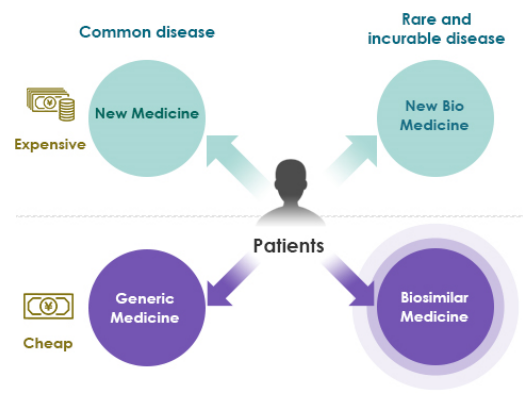 Common disease
Rare and
incurable disease
¥
Expensive
New Medicine
New Bio
Medicine
Patients
¥
Cheap
Generic
Medicine
Biosimilar
Medicine